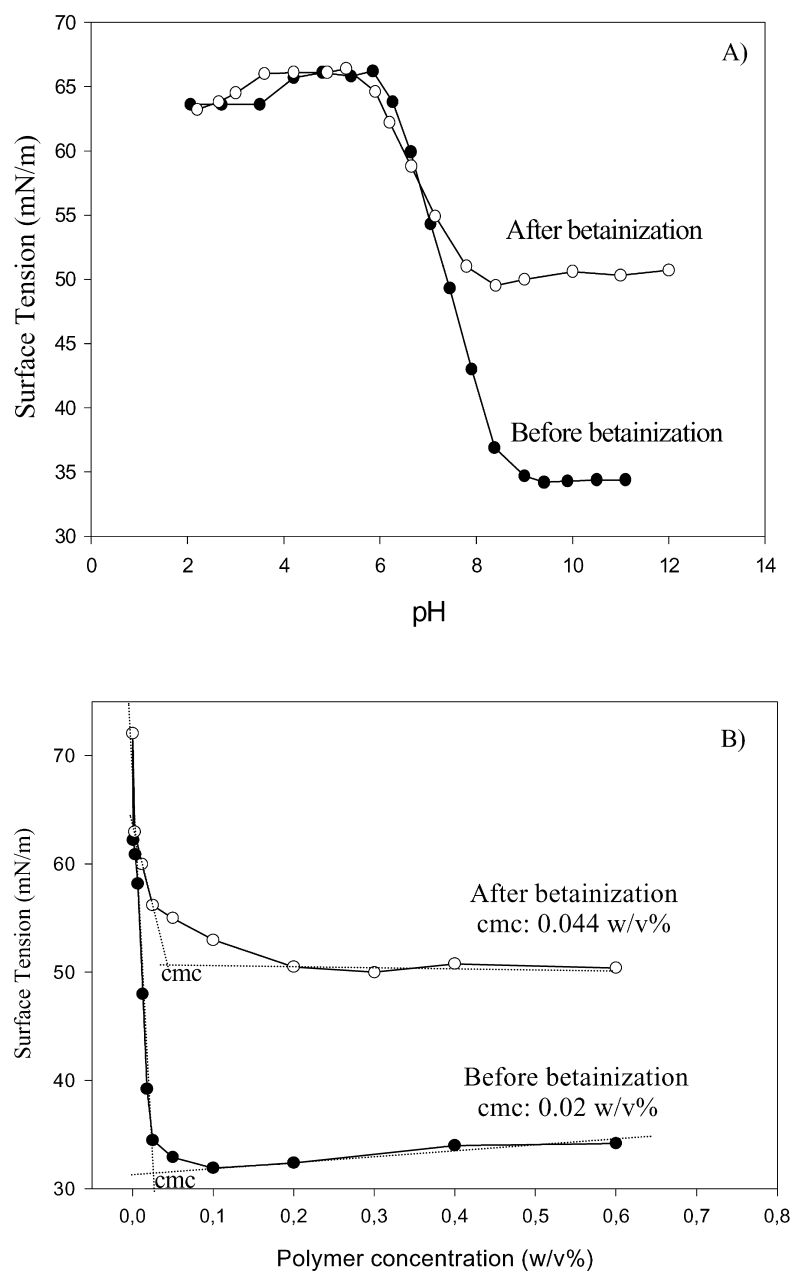 A)
70
65
60
55
50
45
40
35
30
Surface Tension (mN/m)
After betainization
Before betainization
0 2 4 6 8 10 12 14
pH
B)
70
60
50
40
30
Surface Tension (mN/m)
After betainization
cmc: 0.044 w/v%
cmc
Before betainization
cmc: 0.02 w/v%
cmc
0,0 0,1 0,2 0,3 0,4 0,5 0,6 0,7 0,8
Polymer concentration (w/v%)